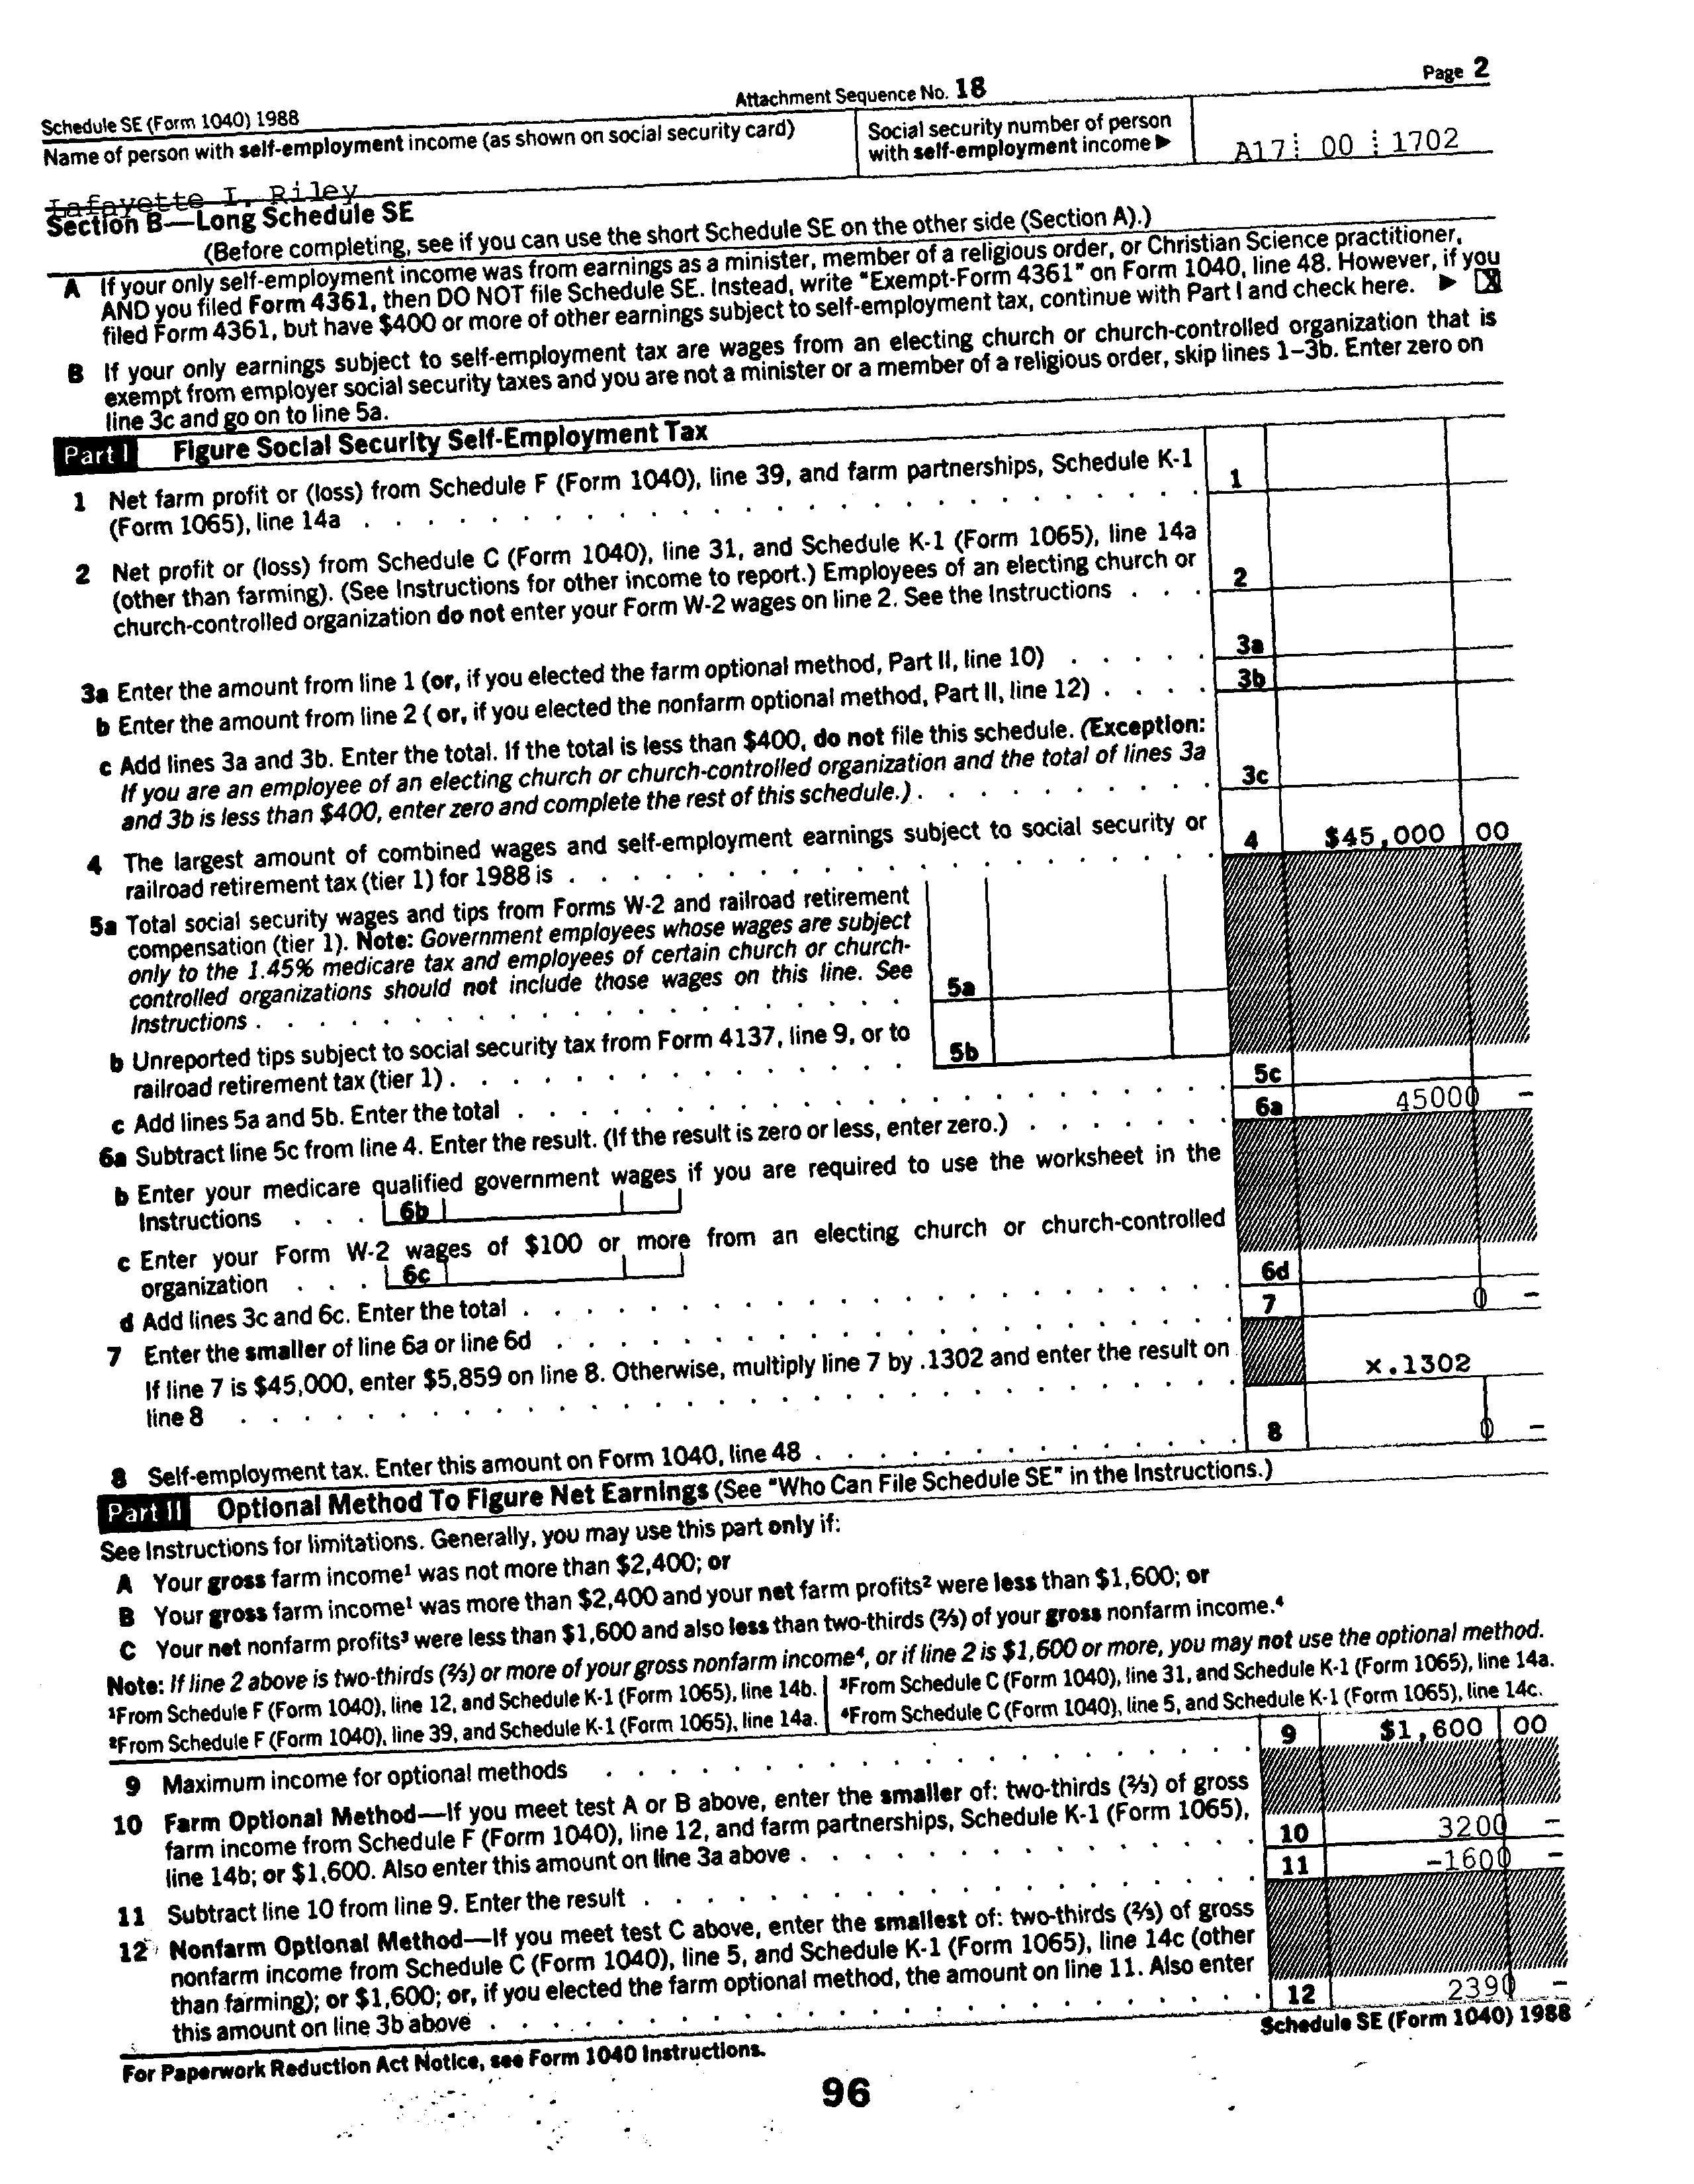 Page 2
Attachment Sequence No. 18
Schedule SE (Form 1040) 1988
Name of person with self-employment income (as shown on social security card)
Social security number of person
with self-employment income ▶
A17 00 1702
Lafayette I. Riley
Section B—Long Schedule SE
(Before completing, see if you can use the short Schedule SE on the other side (Section A).)
A If your only self-employment income was from earnings as a minister, member of a religious order, or Christian Science practitioner,
AND you filed Form 4361, then DO NOT file Schedule SE. Instead, write "Exempt-Form 4361" on Form 1040, line 48. However, if you
filed Form 4361, but have $400 or more of other earnings subject to self-employment tax, continue with Part I and check here. ▶ X
B If your only earnings subject to self-employment tax are wages from an electing church or church-controlled organization that is
exempt from employer social security taxes and you are not a minister or a member of a religious order, skip lines 1–3b. Enter zero on
line 3c and go on to line 5a.
Part I Figure Social Security Self-Employment Tax
1 Net farm profit or (loss) from Schedule F (Form 1040), line 39, and farm partnerships, Schedule K-1
(Form 1065), line 14a . . . . . . . . . . . . . . . . . . . . . . 1
2 Net profit or (loss) from Schedule C (Form 1040), line 31, and Schedule K-1 (Form 1065), line 14a
(other than farming). (See Instructions for other income to report.) Employees of an electing church or
church-controlled organization do not enter your Form W-2 wages on line 2. See the Instructions . . . 2
3a Enter the amount from line 1 (or, if you elected the farm optional method, Part II, line 10) . . . . . 3a
b Enter the amount from line 2 ( or, if you elected the nonfarm optional method, Part II, line 12) . . . . 3b
c Add lines 3a and 3b. Enter the total. If the total is less than $400, do not file this schedule. (Exception:
If you are an employee of an electing church or church-controlled organization and the total of lines 3a
and 3b is less than $400, enter zero and complete the rest of this schedule.) . . . . . . . . . . . 3c
4 The largest amount of combined wages and self-employment earnings subject to social security or
railroad retirement tax (tier 1) for 1988 is . . . . . . . . . . . . . . . . . 4 $45,000 00
5a Total social security wages and tips from Forms W-2 and railroad retirement
compensation (tier 1). Note: Government employees whose wages are subject
only to the 1.45% medicare tax and employees of certain church or church-
controlled organizations should not include those wages on this line. See
Instructions . . . . . . . . . . . . . . . . . 5a
b Unreported tips subject to social security tax from Form 4137, line 9, or to
railroad retirement tax (tier 1) . . . . . . . . . . . . . 5b
c Add lines 5a and 5b. Enter the total . . . . . . . . . . . . . . . . . . . 5c
6a Subtract line 5c from line 4. Enter the result. (If the result is zero or less, enter zero.) . . . . . . . 6a 45000 –
b Enter your medicare qualified government wages if you are required to use the worksheet in the
Instructions . . . 6b
c Enter your Form W-2 wages of $100 or more from an electing church or church-controlled
organization . . . 6c
d Add lines 3c and 6c. Enter the total . . . . . . . . . . . . . . . . . . . 6d
7 Enter the smaller of line 6a or line 6d . . . . . . . . . . . . . . . . . . 7 0 –
If line 7 is $45,000, enter $5,859 on line 8. Otherwise, multiply line 7 by .1302 and enter the result on
line 8 . . . . . . . . . . . . . . . . . . . . . . . . x.1302
8 Self-employment tax. Enter this amount on Form 1040, line 48 . . . . . . . . . . . . 8 0 –
Part II Optional Method To Figure Net Earnings (See "Who Can File Schedule SE" in the Instructions.)
See Instructions for limitations. Generally, you may use this part only if:
A Your gross farm income¹ was not more than $2,400; or
B Your gross farm income¹ was more than $2,400 and your net farm profits² were less than $1,600; or
C Your net nonfarm profits³ were less than $1,600 and also less than two-thirds (⅔) of your gross nonfarm income.⁴
Note: If line 2 above is two-thirds (⅔) or more of your gross nonfarm income⁴, or if line 2 is $1,600 or more, you may not use the optional method.
¹From Schedule F (Form 1040), line 12, and Schedule K-1 (Form 1065), line 14b.
³From Schedule C (Form 1040), line 31, and Schedule K-1 (Form 1065), line 14a.
²From Schedule F (Form 1040), line 39, and Schedule K-1 (Form 1065), line 14a.
⁴From Schedule C (Form 1040), line 5, and Schedule K-1 (Form 1065), line 14c.
9 Maximum income for optional methods . . . . . . . . . . . . . . . . . 9 $1,600 00
10 Farm Optional Method—If you meet test A or B above, enter the smaller of: two-thirds (⅔) of gross
farm income from Schedule F (Form 1040), line 12, and farm partnerships, Schedule K-1 (Form 1065),
line 14b; or $1,600. Also enter this amount on line 3a above . . . . . . . . . . . . 10 3200 –
11 Subtract line 10 from line 9. Enter the result . . . . . . . . . . . . . . . . 11 -1600 –
12 Nonfarm Optional Method—If you meet test C above, enter the smallest of: two-thirds (⅔) of gross
nonfarm income from Schedule C (Form 1040), line 5, and Schedule K-1 (Form 1065), line 14c (other
than farming); or $1,600; or, if you elected the farm optional method, the amount on line 11. Also enter
this amount on line 3b above . . . . . . . . . . . . . . . . . . . . 12 2390 –
Schedule SE (Form 1040) 1988
For Paperwork Reduction Act Notice, see Form 1040 Instructions.
96